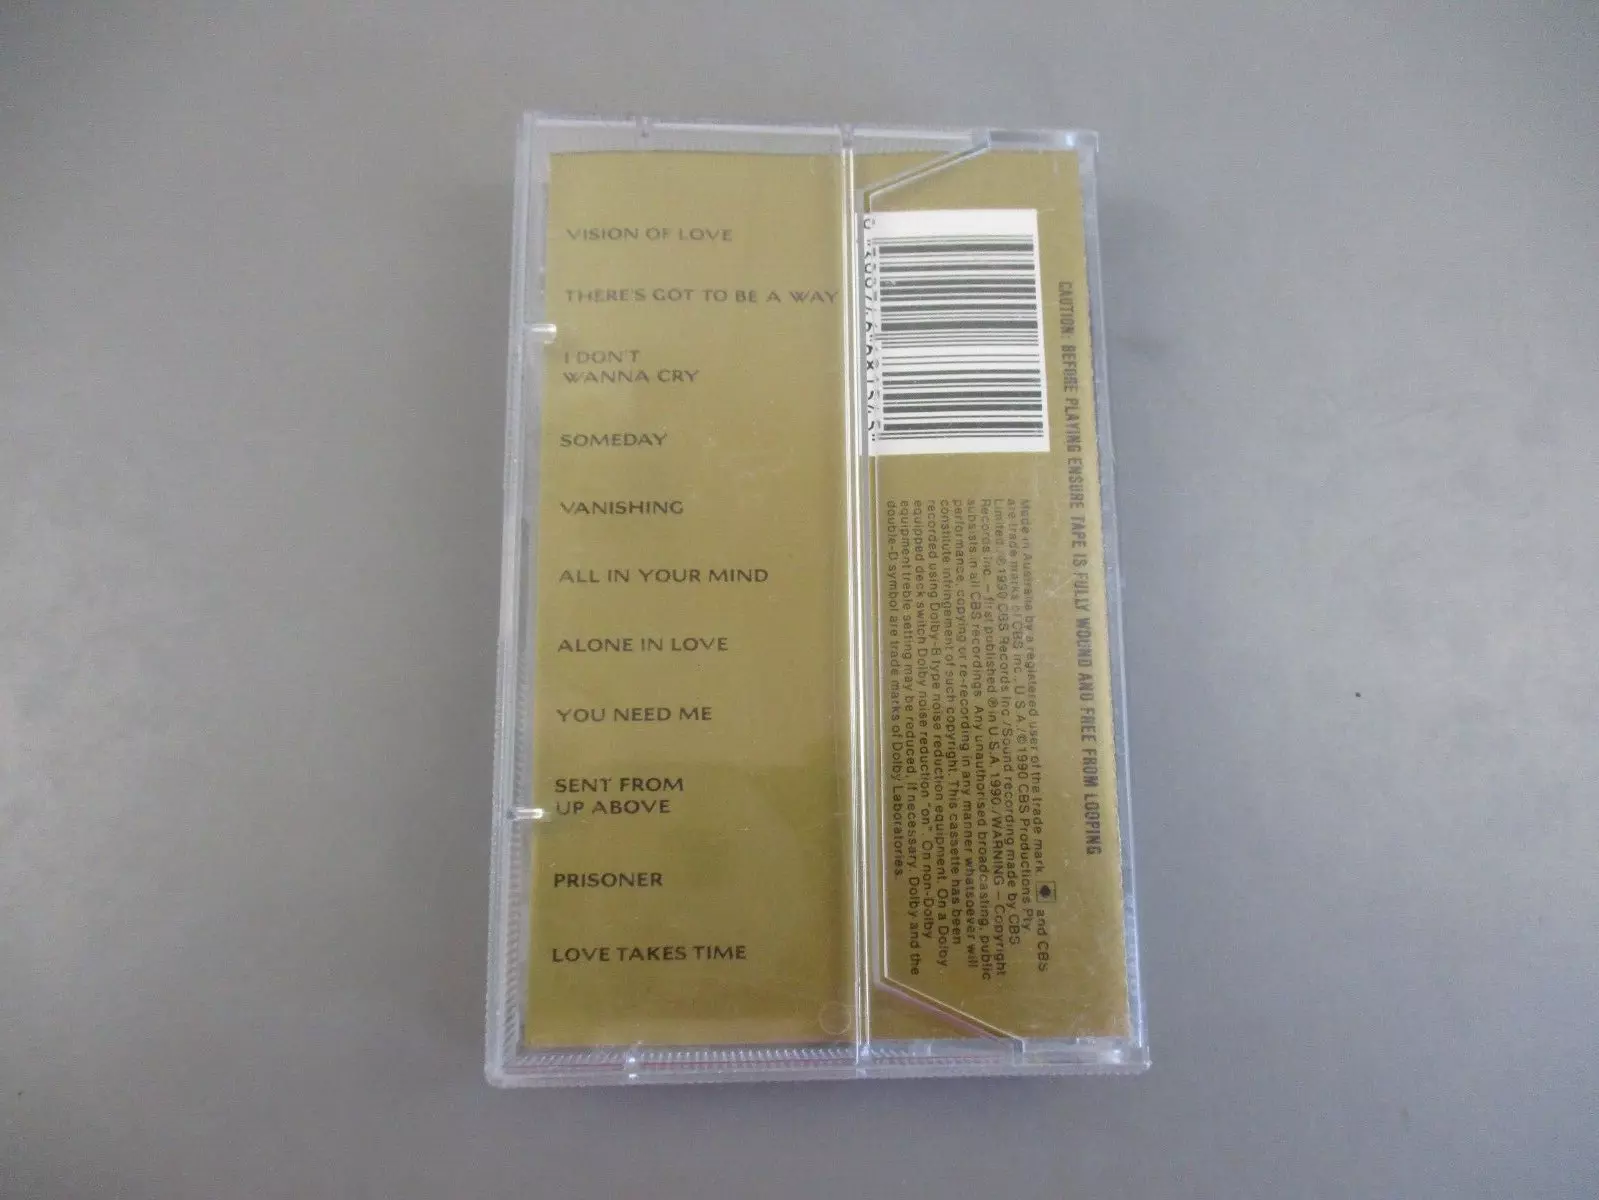 VISION OF LOVE
THERE'S GOT TO BE A WAY
I DON'T
WANNA CRY
SOMEDAY
VANISHING
ALL IN YOUR MIND
ALONE IN LOVE
YOU NEED ME
SENT FROM
UP ABOVE
PRISONER
LOVE TAKES TIME
CAUTION: BEFORE PLAYING ENSURE TAPE IS FULLY WOUND AND FREE FROM LOOPING
Made in Australia by a registered user of the trade mark and CBS
are trade marks of CBS Inc., U.S.A./©1990 CBS Productions Pty
Limited. ℗1990 CBS Records Inc./Sound recording made by CBS
Records Inc. – first published ℗ in U.S.A. 1990./WARNING – Copyright
subsists in all CBS recordings. Any unauthorised broadcasting, public
performance, copying or re-recording in any manner whatsoever will
constitute infringement of such copyright. This cassette has been
recorded using Dolby-B type noise reduction equipment. On a Dolby
equipped deck switch Dolby noise reduction "on". On non-Dolby
equipment treble setting may be reduced, if necessary. Dolby and the
double-D symbol are trade marks of Dolby Laboratories.